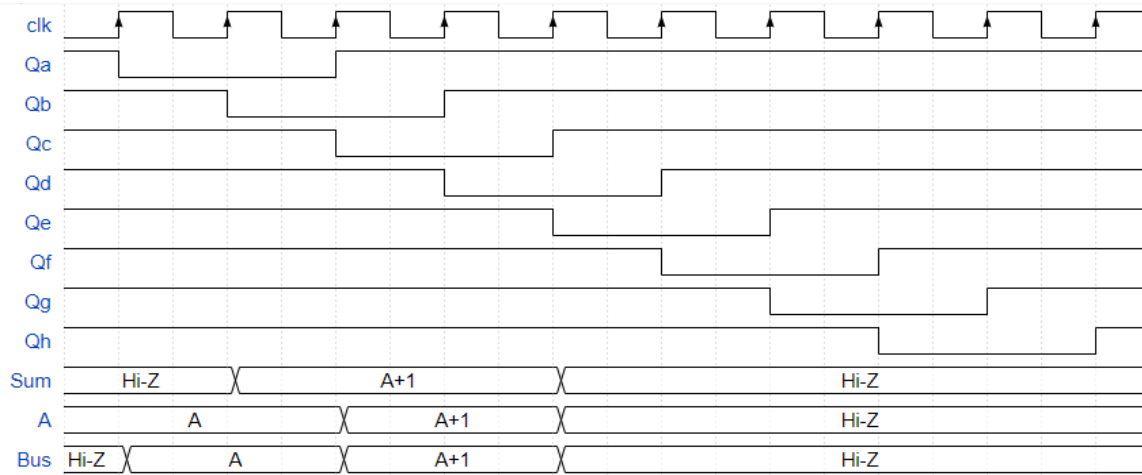 clk
Qa
Qb
Qc
Qd
Qe
Qf
Qg
Qh
Sum Hi-Z A+1 Hi-Z
A A A+1 Hi-Z
Bus Hi-Z A A+1 Hi-Z